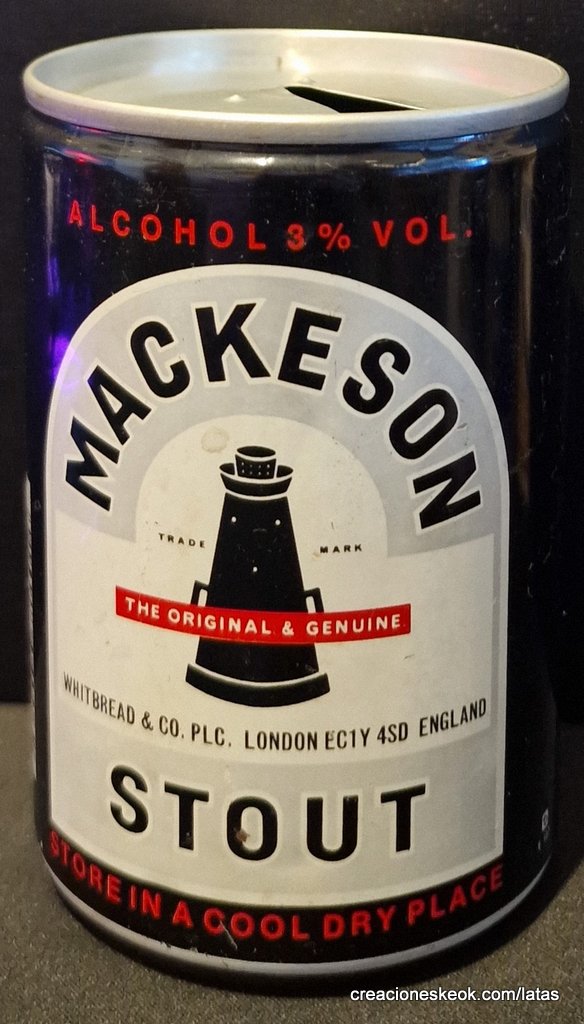 ALCOHOL 3% VOL.
MACKESON
TRADE MARK
THE ORIGINAL & GENUINE
WHITBREAD & CO. PLC. LONDON EC1Y 4SD ENGLAND
STOUT
STORE IN A COOL DRY PLACE
creacioneskeok.com/latas